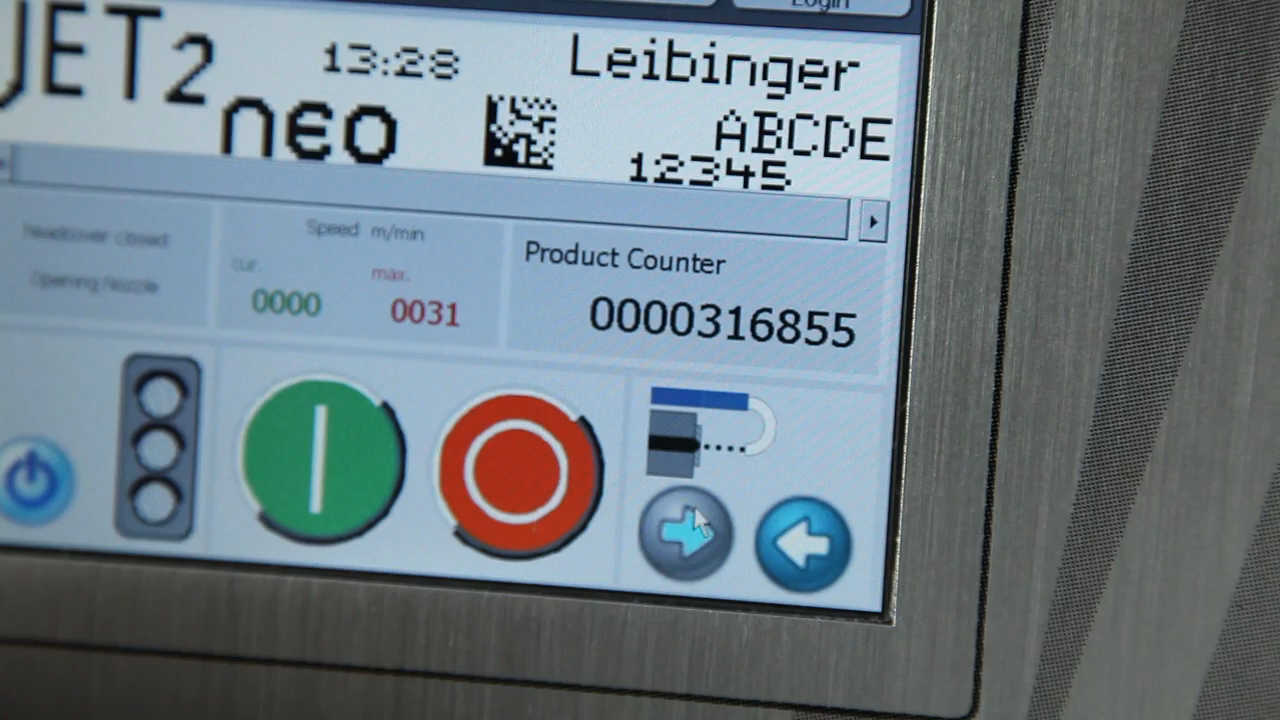 Login
JET2
neo
13:28
Leibinger
ABCDE
12345
Headcover closed
Opening Nozzle
Speed m/min
cur.
max.
0000
0031
Product Counter
0000316855